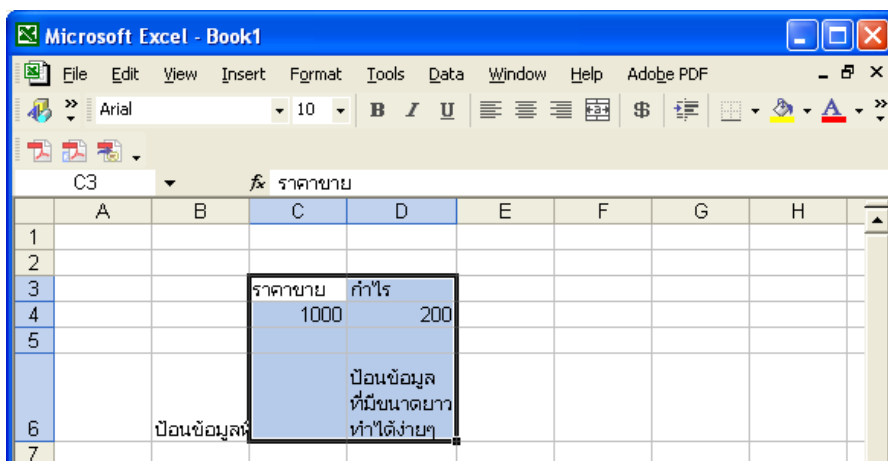 Microsoft Excel - Book1
File Edit View Insert Format Tools Data Window Help Adobe PDF
Arial 10 B I U $ A
C3 fx ราคาขาย
A B C D E F G H
1
2
3 ราคาขาย กำไร
4 1000 200
5
ป้อนข้อมูล
ที่มีขนาดยาว
6 ป้อนข้อมูลที่ ทำได้ง่ายๆ
7